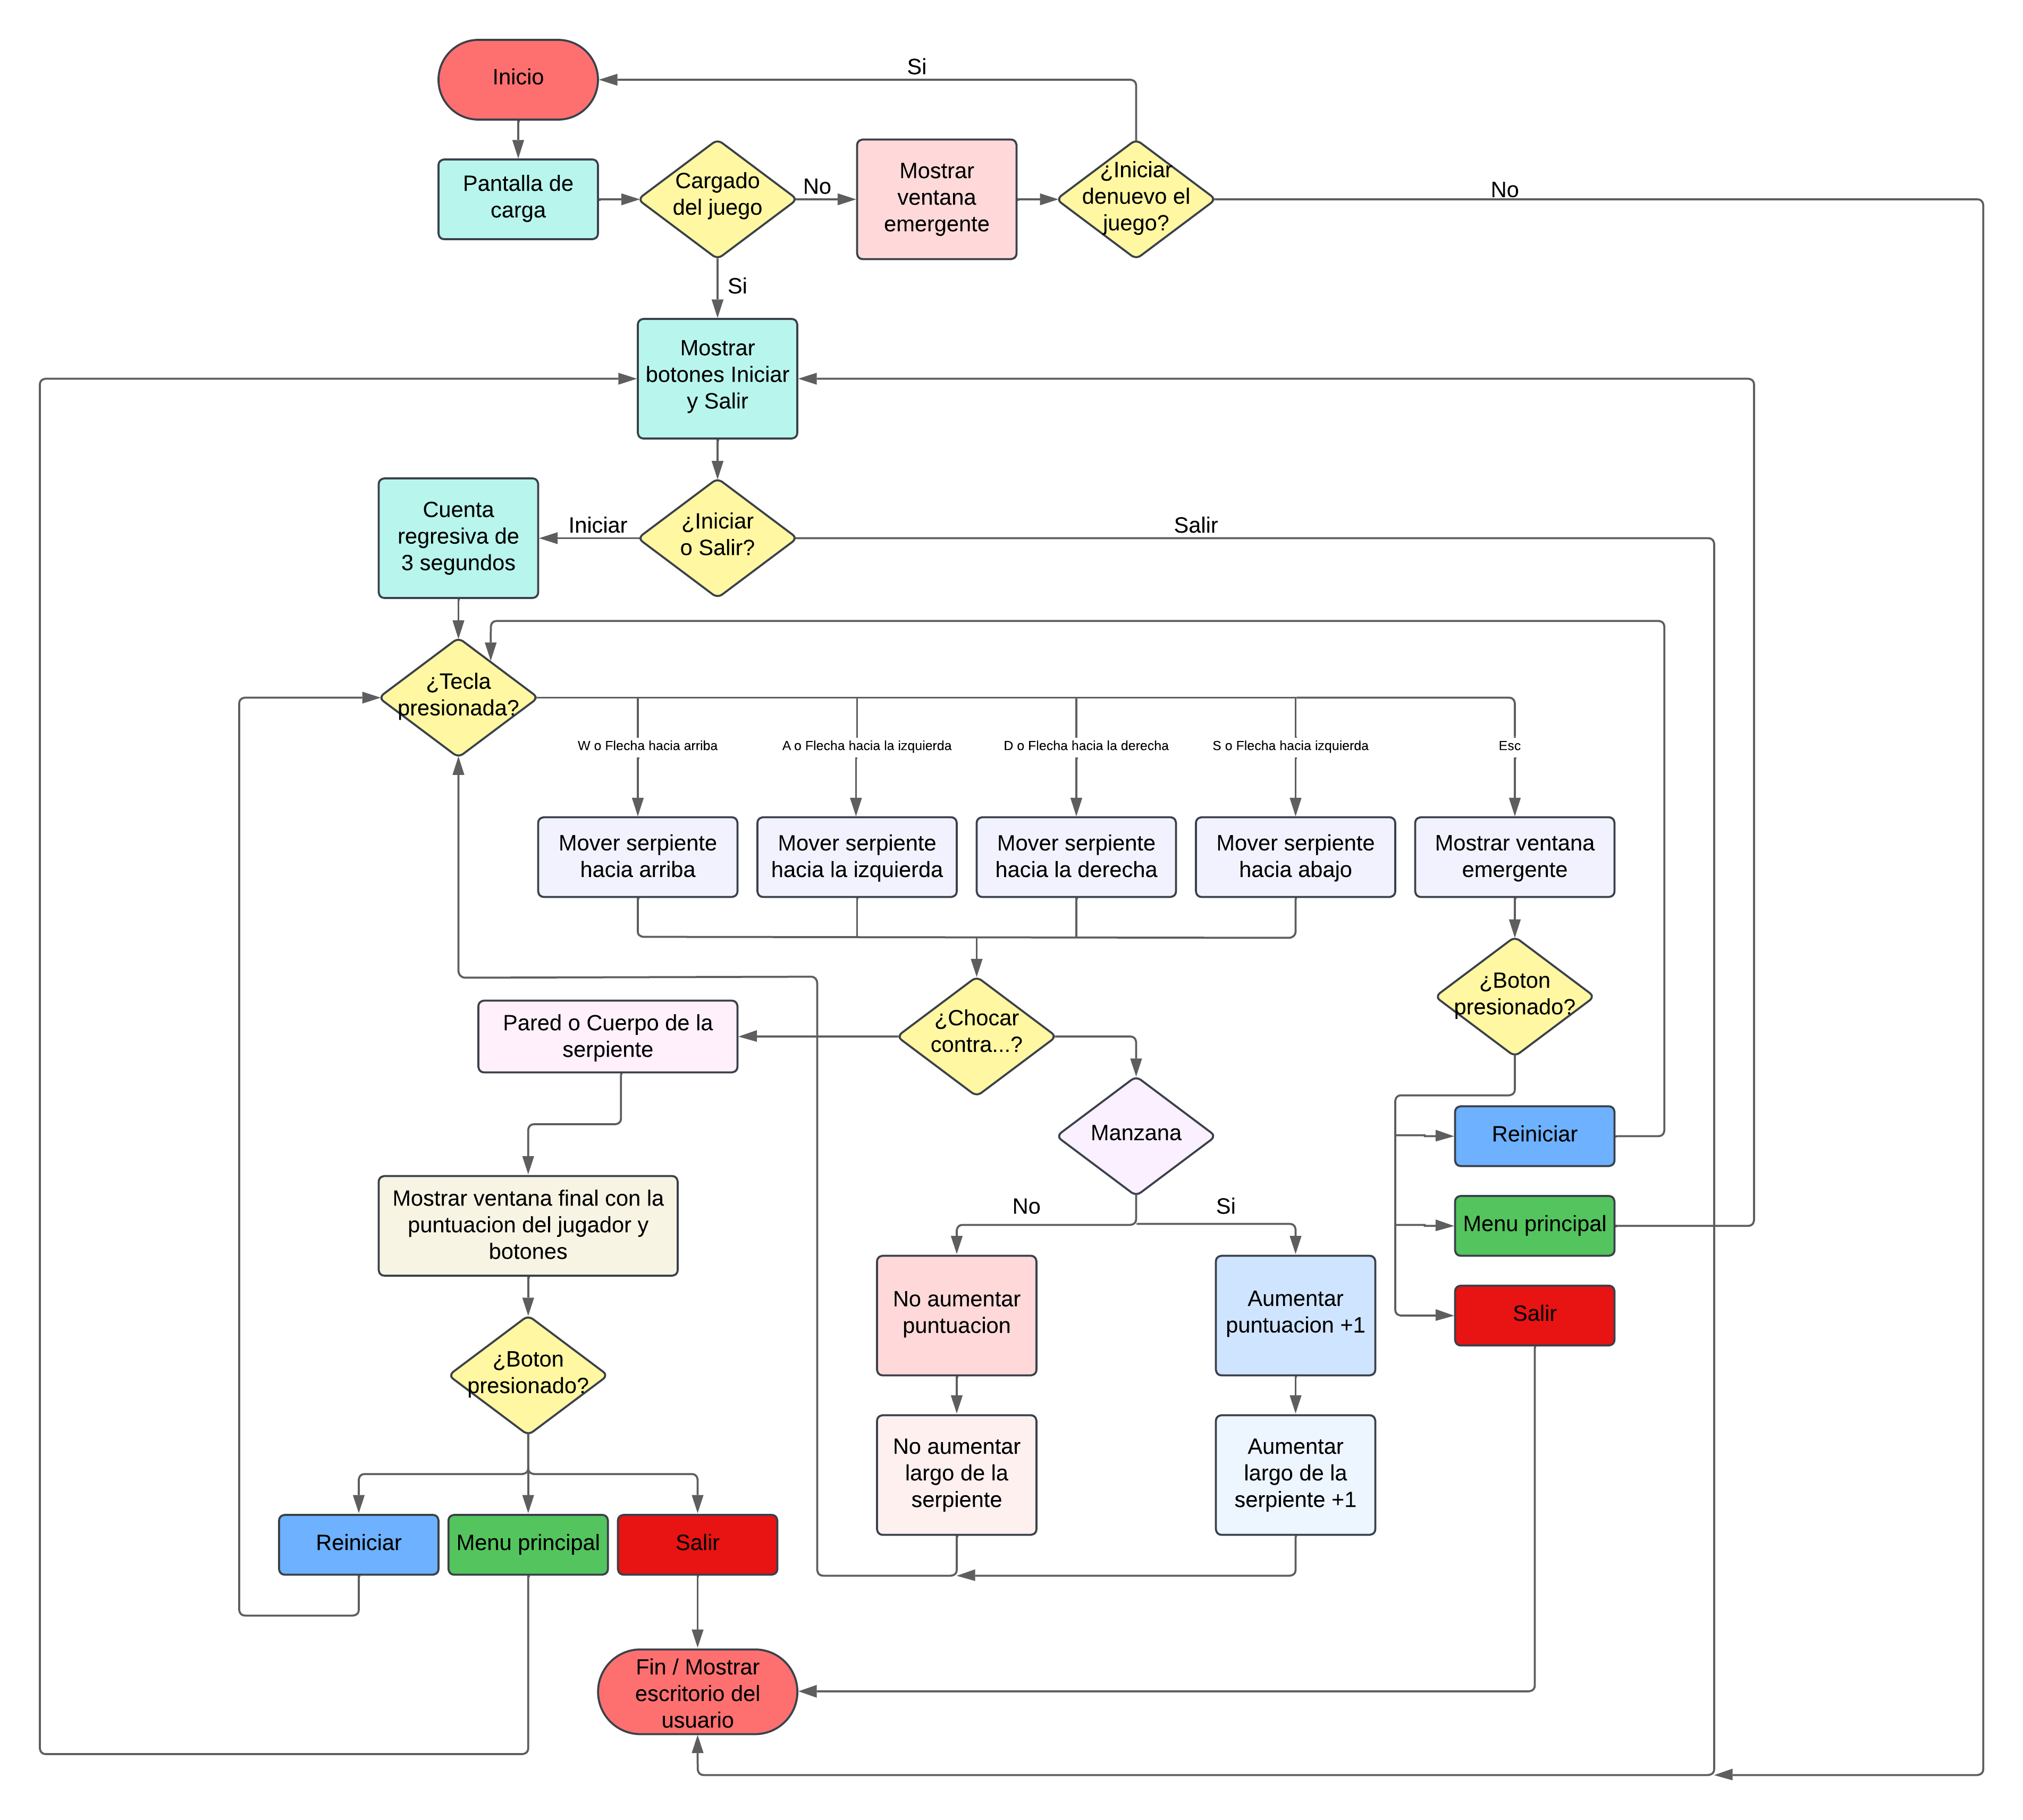 Inicio
Si
Pantalla de
carga
Cargado
del juego
No
Mostrar
ventana
emergente
¿Iniciar
denuevo el
juego?
No
Si
Mostrar
botones Iniciar
y Salir
Cuenta
regresiva de
3 segundos
Iniciar
¿Iniciar
o Salir?
Salir
¿Tecla
presionada?
W o Flecha hacia arriba
A o Flecha hacia la izquierda
D o Flecha hacia la derecha
S o Flecha hacia izquierda
Esc
Mover serpiente
hacia arriba
Mover serpiente
hacia la izquierda
Mover serpiente
hacia la derecha
Mover serpiente
hacia abajo
Mostrar ventana
emergente
¿Boton
presionado?
Pared o Cuerpo de la
serpiente
¿Chocar
contra...?
Manzana
Reiniciar
Menu principal
Salir
No
Si
Mostrar ventana final con la
puntuacion del jugador y
botones
No aumentar
puntuacion
Aumentar
puntuacion +1
¿Boton
presionado?
No aumentar
largo de la
serpiente
Aumentar
largo de la
serpiente +1
Reiniciar
Menu principal
Salir
Fin / Mostrar
escritorio del
usuario